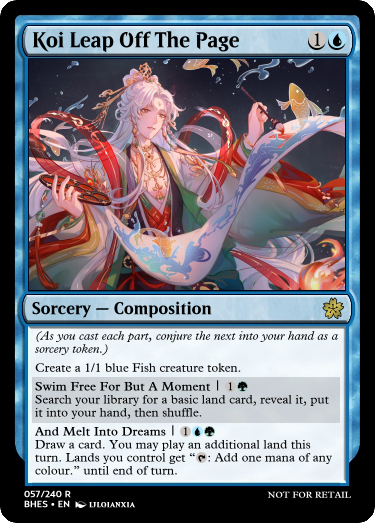 Koi Leap Off The Page 1
Sorcery — Composition
(As you cast each part, conjure the next into your hand as a
sorcery token.)
Create a 1/1 blue Fish creature token.
Swim Free For But A Moment | 1
Search your library for a basic land card, reveal it, put
it into your hand, then shuffle.
And Melt Into Dreams | 1
Draw a card. You may play an additional land this
turn. Lands you control get “: Add one mana of any
colour.” until end of turn.
057/240 R
BHES • EN IJLOIANXIA
NOT FOR RETAIL